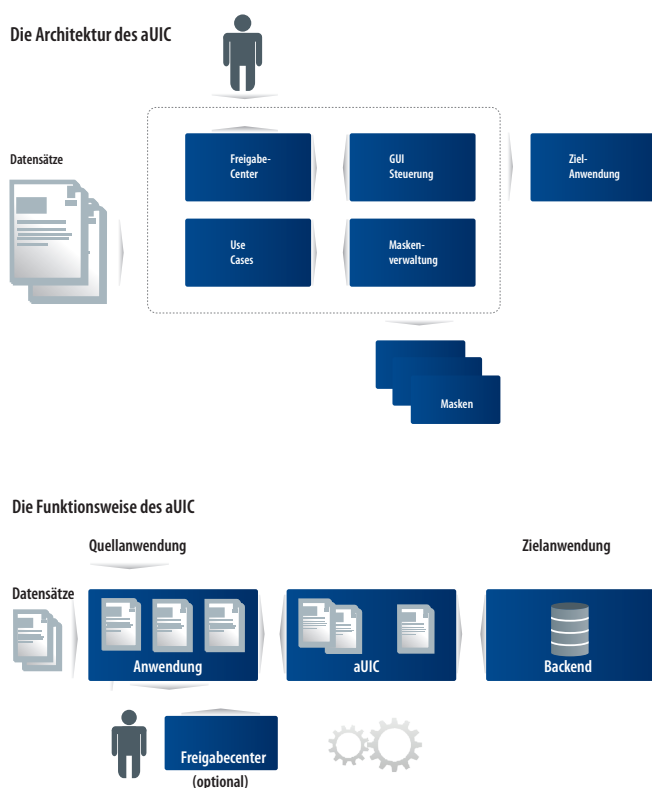 Die Architektur des aUIC
Datensätze
Freigabe-
Center
GUI
Steuerung
Ziel-
Anwendung
Use
Cases
Masken-
verwaltung
Masken
Die Funktionsweise des aUIC
Quellanwendung
Zielanwendung
Datensätze
Anwendung
aUIC
Backend
Freigabecenter
(optional)